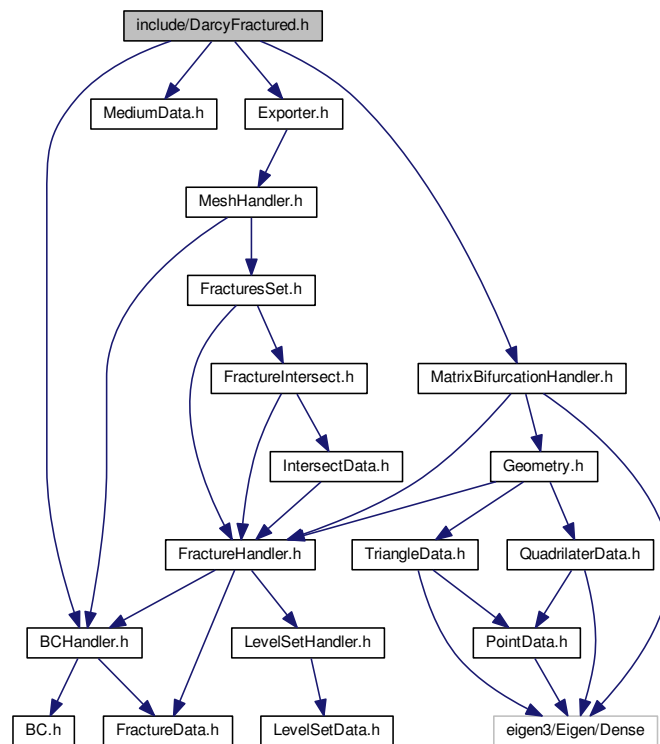 include/DarcyFractured.h
MediumData.h
Exporter.h
MeshHandler.h
FracturesSet.h
FractureIntersect.h
MatrixBifurcationHandler.h
IntersectData.h
Geometry.h
FractureHandler.h
TriangleData.h
QuadrilaterData.h
BCHandler.h
LevelSetHandler.h
PointData.h
BC.h
FractureData.h
LevelSetData.h
eigen3/Eigen/Dense